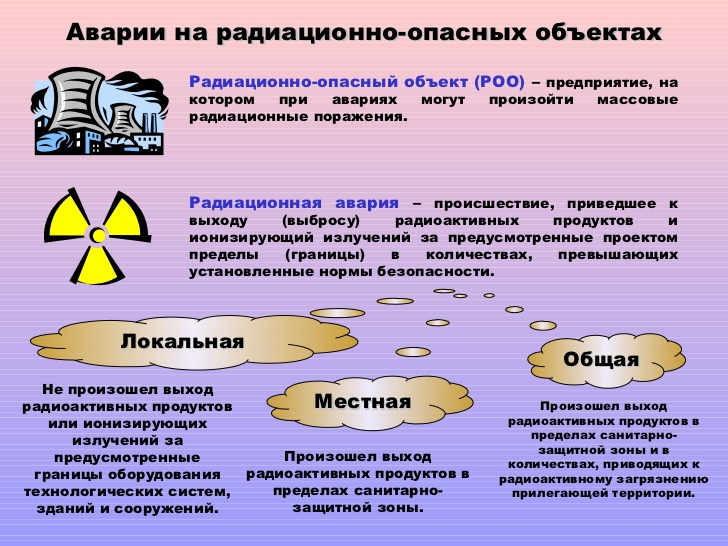 Аварии на радиационно-опасных объектах
Радиационно-опасный объект (РОО) – предприятие, на
котором при авариях могут произойти массовые
радиационные поражения.
Радиационная авария – происшествие, приведшее к
выходу (выбросу) радиоактивных продуктов и
ионизирующий излучений за предусмотренные проектом
пределы (границы) в количествах, превышающих
установленные нормы безопасности.
Локальная
Не произошел выход
радиоактивных продуктов
или ионизирующих
излучений за
предусмотренные
границы оборудования
технологических систем,
зданий и сооружений.
Местная
Произошел выход
радиоактивных продуктов в
пределах санитарно-
защитной зоны.
Общая
Произошел выход
радиоактивных продуктов в
пределах санитарно-
защитной зоны и в
количествах, приводящих к
радиоактивному загрязнению
прилегающей территории.